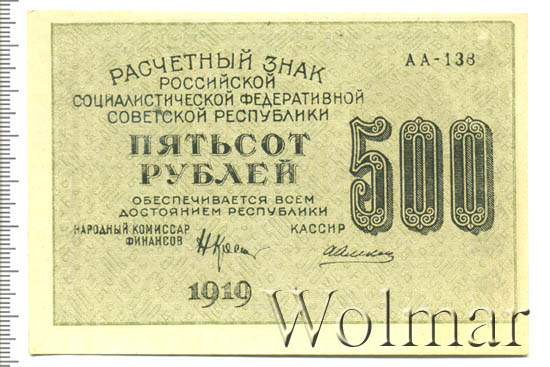 АА-138
РАСЧЕТНЫЙ ЗНАК
РОССИЙСКОЙ
СОЦИАЛИСТИЧЕСКОЙ ФЕДЕРАТИВНОЙ
СОВЕТСКОЙ РЕСПУБЛИКИ
ПЯТЬСОТ
РУБЛЕЙ
500
ОБЕСПЕЧИВАЕТСЯ ВСЕМ
ДОСТОЯНИЕМ РЕСПУБЛИКИ
НАРОДНЫЙ КОМИССАР
ФИНАНСОВ
КАССИР
1919
Wolmar